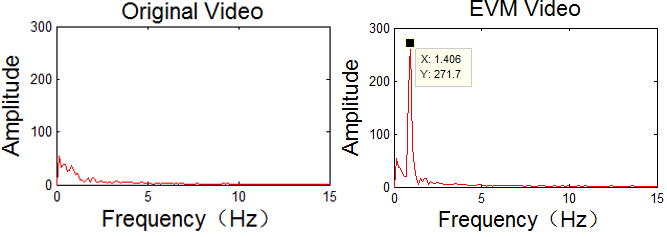 Original Video
300
200
100
0
0 5 10 15
Amplitude
Frequency（Hz）
EVM Video
300
200
100
0
0 5 10 15
Amplitude
Frequency（Hz）
X: 1.406
Y: 271.7